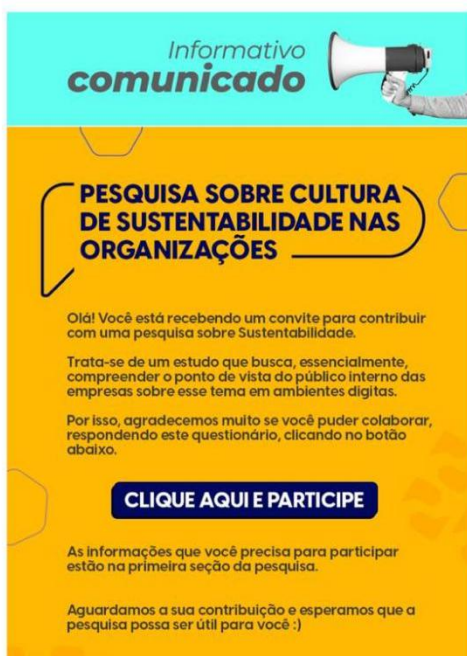 Informativo
comunicado
PESQUISA SOBRE CULTURA
DE SUSTENTABILIDADE NAS
ORGANIZAÇÕES
Olá! Você está recebendo um convite para contribuir
com uma pesquisa sobre Sustentabilidade.
Trata-se de um estudo que busca, essencialmente,
compreender o ponto de vista do público interno das
empresas sobre esse tema em ambientes digitas.
Por isso, agradecemos muito se você puder colaborar,
respondendo este questionário, clicando no botão
abaixo.
CLIQUE AQUI E PARTICIPE
As informações que você precisa para participar
estão na primeira seção da pesquisa.
Aguardamos a sua contribuição e esperamos que a
pesquisa possa ser útil para você :)